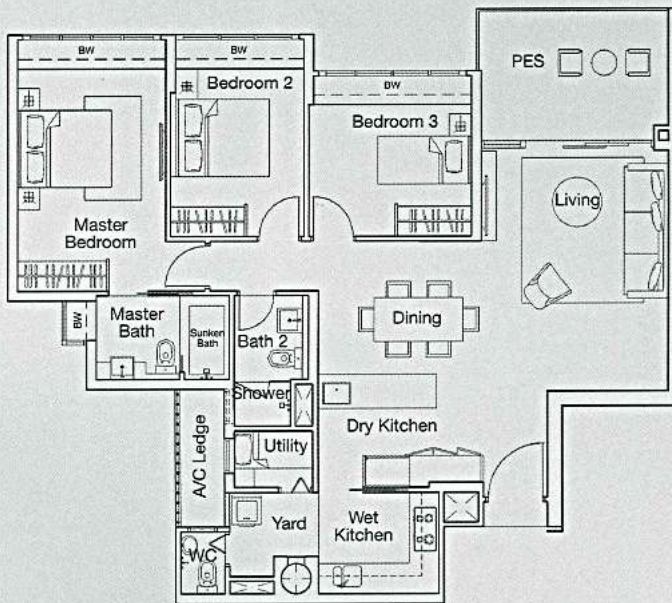 BW
BW
PES
Bedroom 2
BW
Bedroom 3
Master
Bedroom
Living
BW
Master
Bath
Sunken
Bath
Bath 2
Dining
Shower
Dry Kitchen
A/C Ledge
Utility
Yard
Wet
Kitchen
WC